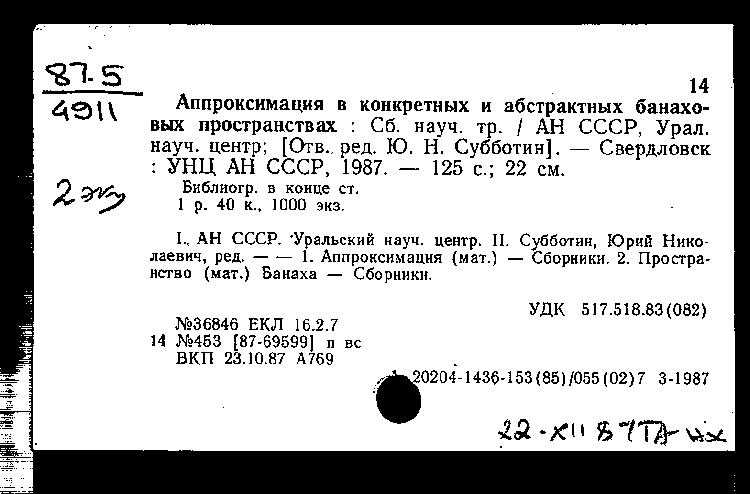 87.5
4911
2 экз
14
Аппроксимация в конкретных и абстрактных банахо-
вых пространствах : Сб. науч. тр. / АН СССР, Урал.
науч. центр; [Отв. ред. Ю. Н. Субботин]. — Свердловск
: УНЦ АН СССР, 1987. — 125 с.; 22 см.
Библиогр. в конце ст.
1 р. 40 к., 1000 экз.
I. АН СССР. Уральский науч. центр. II. Субботин, Юрий Нико-
лаевич, ред. — — 1. Аппроксимация (мат.) — Сборники. 2. Простра-
нство (мат.) Банаха — Сборники.
УДК 517.518.83(082)
№36846 ЕКЛ 16.2.7
14 №453 [87-69599] п вс
ВКП 23.10.87 А769
20204-1436-153(85)/055(02)7 3-1987
22-XII 87